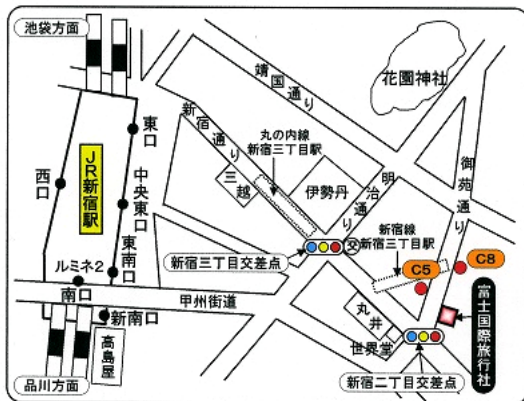 池袋方面
花園神社
靖国通り
新宿通り
丸の内線
新宿三丁目駅
明治通り
御苑通り
東口
JR新宿駅
中央東口
西口
三越
伊勢丹
交
新宿線
新宿三丁目駅
東南口
ルミネ2
新宿三丁目交差点
C5
C8
南口
甲州街道
新南口
丸井
世界堂
富士国際旅行社
高島屋
品川方面
新宿二丁目交差点